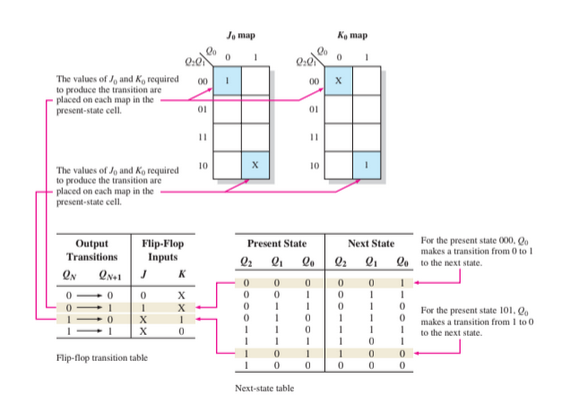 J0 map
K0 map
Q0
Q2Q1 0 1
Q0
Q2Q1 0 1
00 1
01
11
10 X
00 X
01
11
10 1
The values of J0 and K0 required
to produce the transition are
placed on each map in the
present-state cell.
The values of J0 and K0 required
to produce the transition are
placed on each map in the
present-state cell.
Output Transitions
Flip-Flop Inputs
QN QN+1 J K
0 → 0 0 X
0 → 1 1 X
1 → 0 X 1
1 → 1 X 0
Flip-flop transition table
Present State Next State
Q2 Q1 Q0 Q2 Q1 Q0
0 0 0 0 0 1
0 0 1 0 1 1
0 1 1 0 1 0
0 1 0 1 1 0
1 1 0 1 1 1
1 1 1 1 0 1
1 0 1 1 0 0
1 0 0 0 0 0
Next-state table
For the present state 000, Q0
makes a transition from 0 to 1
to the next state.
For the present state 101, Q0
makes a transition from 1 to 0
to the next state.